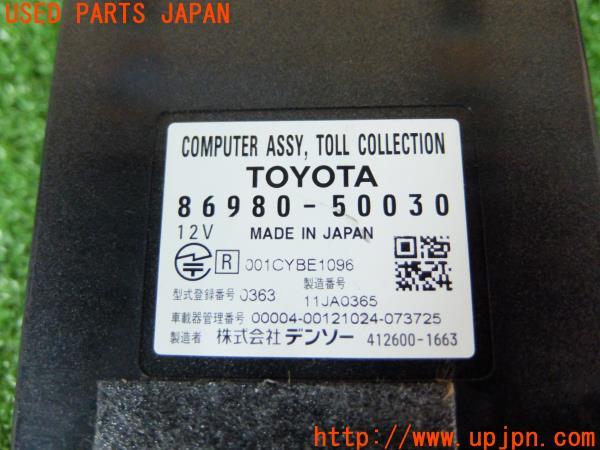 USED PARTS JAPAN
COMPUTER ASSY, TOLL COLLECTION
TOYOTA
86980-50030
12V MADE IN JAPAN
R 001CYBE1096
型式登録番号 0363 製造番号 11JA0365
車載器管理番号 00004-00121024-073725
製造者 株式会社 デンソー 412600-1663
https://www.upjpn.com